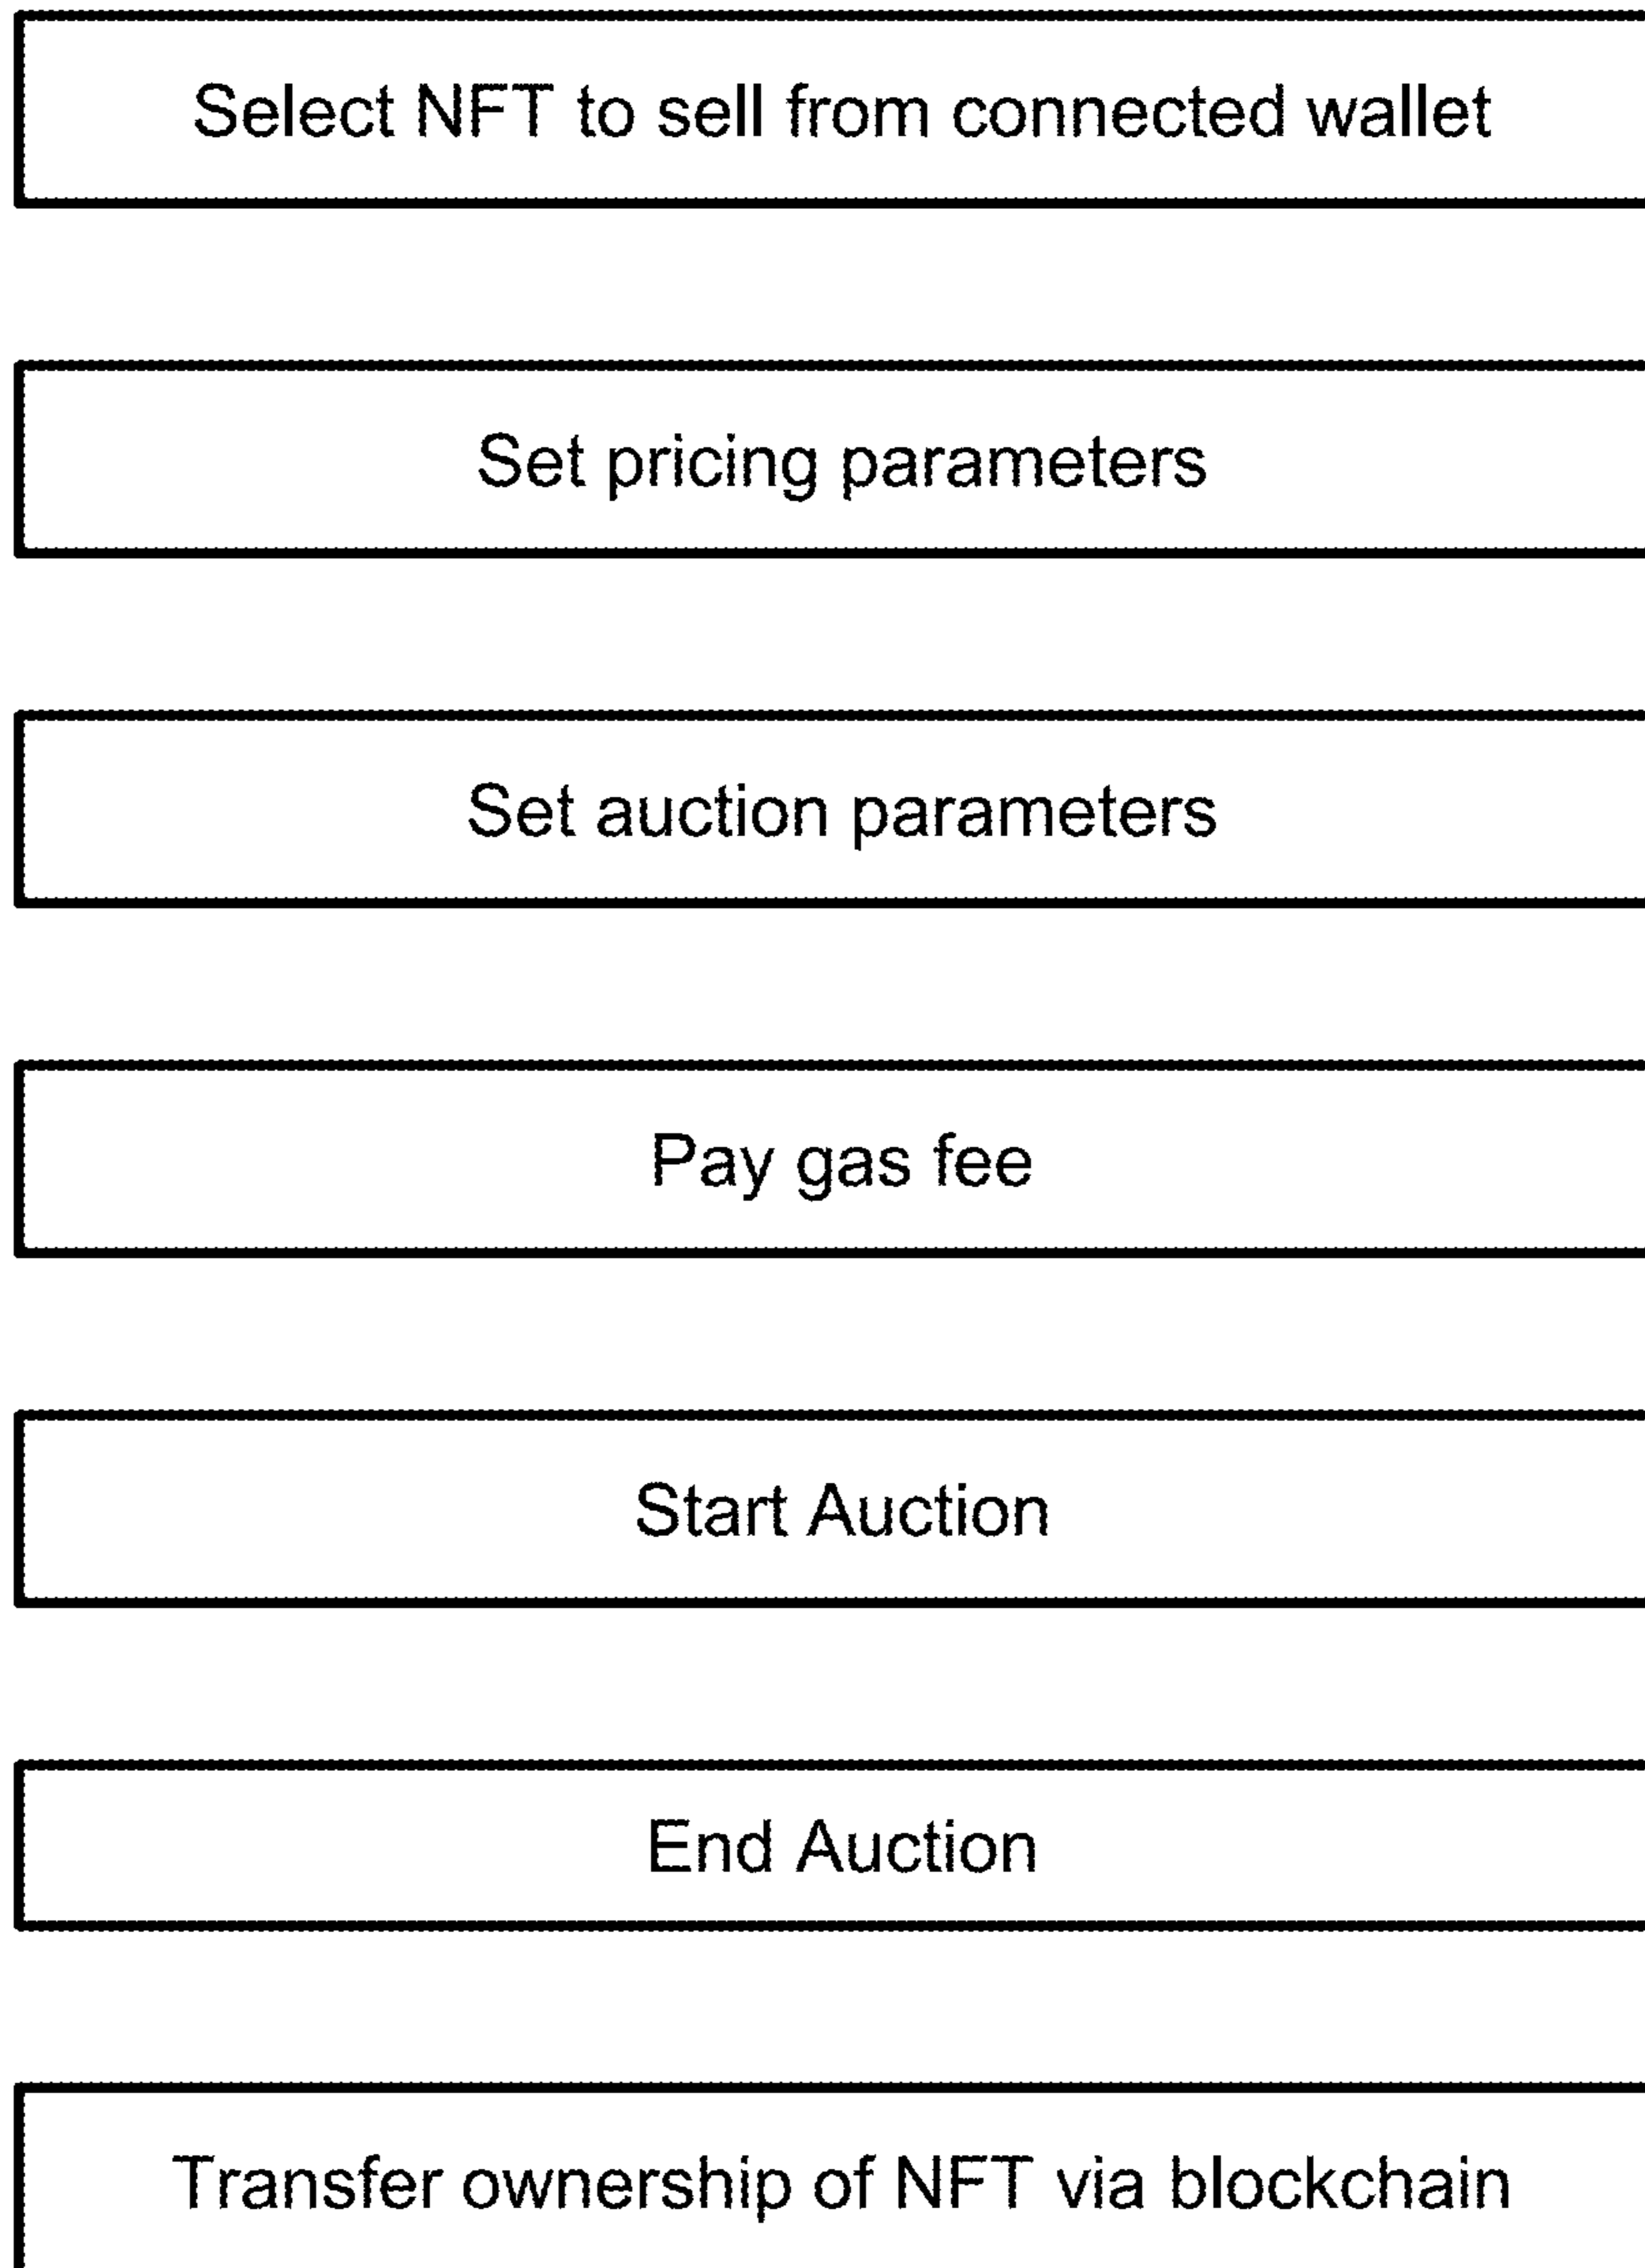 Select NFT to sell from connected wallet
Set pricing parameters
Set auction parameters
Pay gas fee
Start Auction
End Auction
Transfer ownership of NFT via blockchain